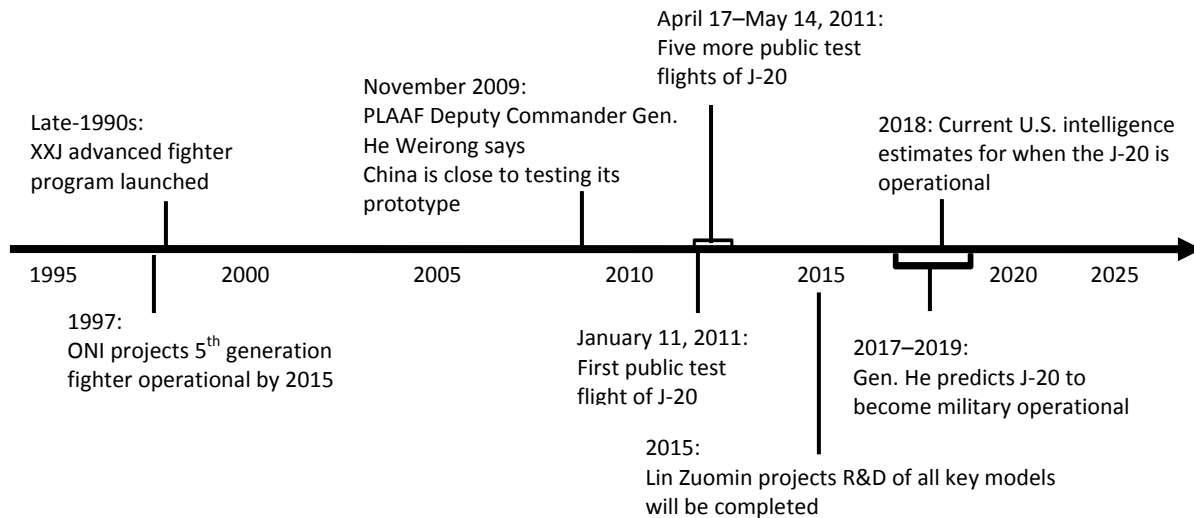 April 17–May 14, 2011:
Five more public test
flights of J-20
November 2009:
PLAAF Deputy Commander Gen.
He Weirong says
China is close to testing its
prototype
Late-1990s:
XXJ advanced fighter
program launched
2018: Current U.S. intelligence
estimates for when the J-20 is
operational
1995 2000 2005 2010 2015 2020 2025
1997:
ONI projects 5th generation
fighter operational by 2015
January 11, 2011:
First public test
flight of J-20
2017–2019:
Gen. He predicts J-20 to
become military operational
2015:
Lin Zuomin projects R&D of all key models
will be completed